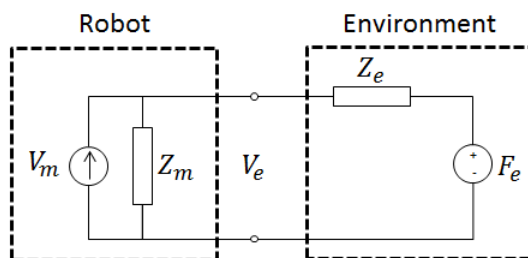 Robot
Environment
Z_e
V_m
Z_m
V_e
+
-
F_e